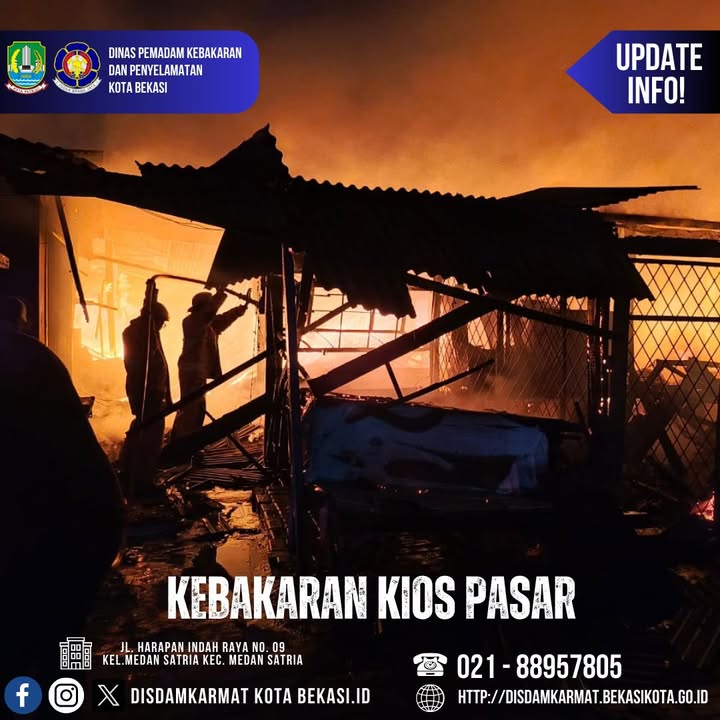 DINAS PEMADAM KEBAKARAN
DAN PENYELAMATAN
KOTA BEKASI
UPDATE
INFO!
KEBAKARAN KIOS PASAR
JL. HARAPAN INDAH RAYA NO. 09
KEL.MEDAN SATRIA KEC. MEDAN SATRIA
021 - 88957805
DISDAMKARMAT KOTA BEKASI.ID
HTTP://DISDAMKARMAT.BEKASIKOTA.GO.ID